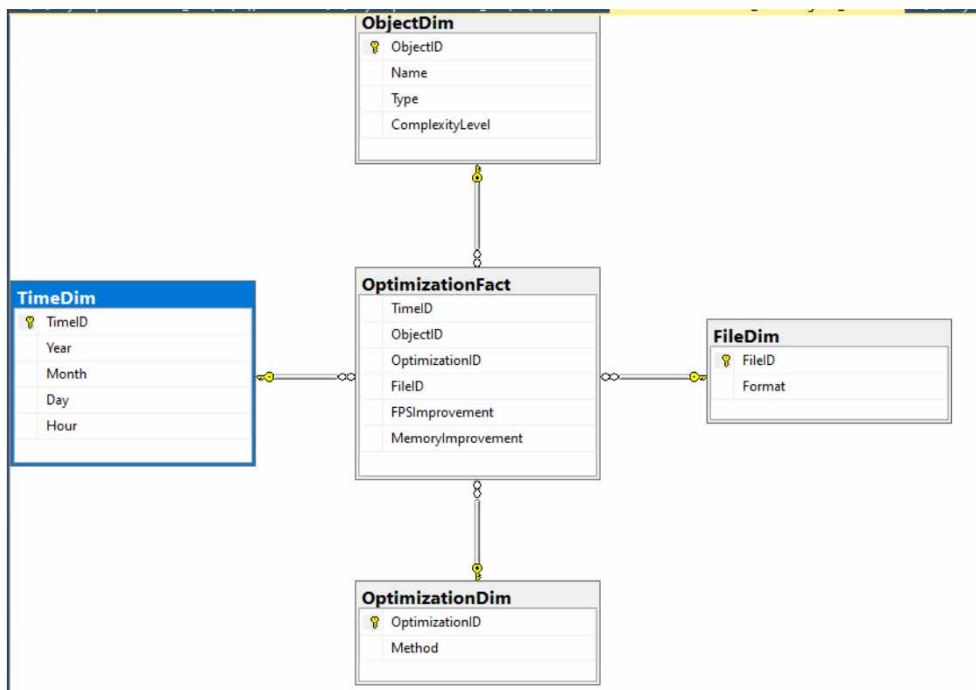 ObjectDim
ObjectID
Name
Type
ComplexityLevel
TimeDim
TimeID
Year
Month
Day
Hour
OptimizationFact
TimeID
ObjectID
OptimizationID
FileID
FPSImprovement
MemoryImprovement
FileDim
FileID
Format
OptimizationDim
OptimizationID
Method